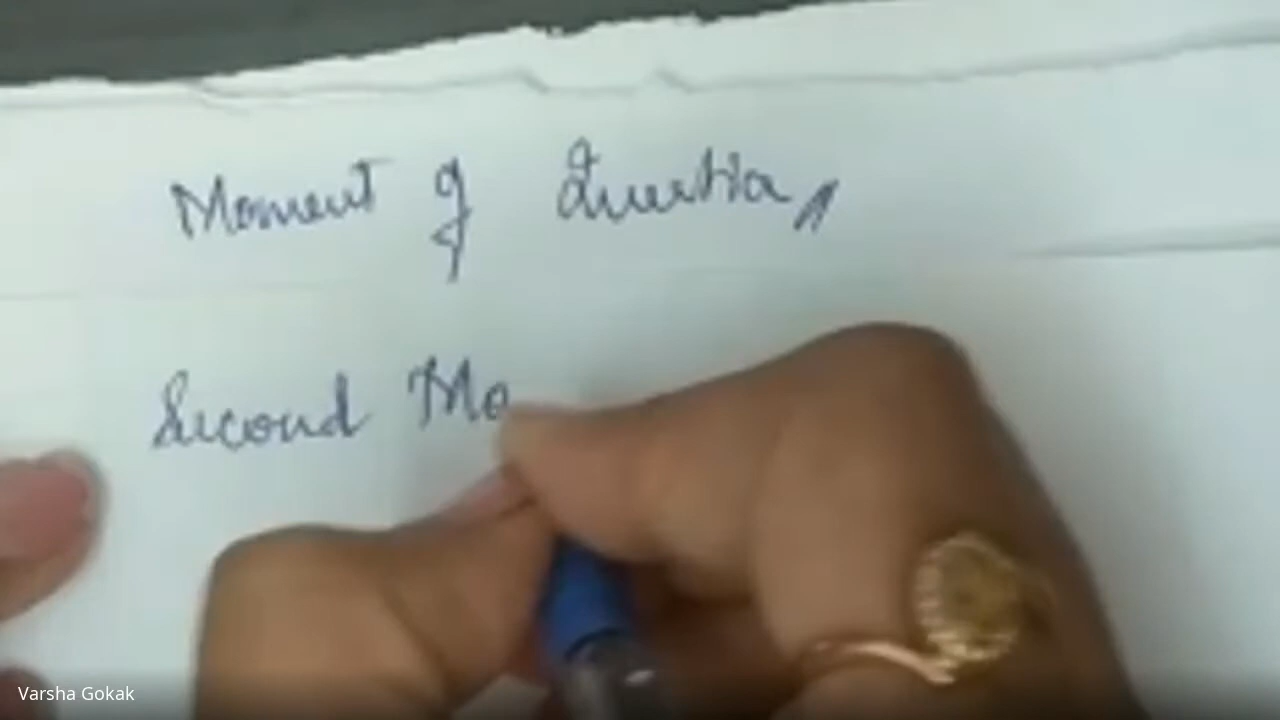 Moment of Inertia,
Second Mo
Varsha Gokak